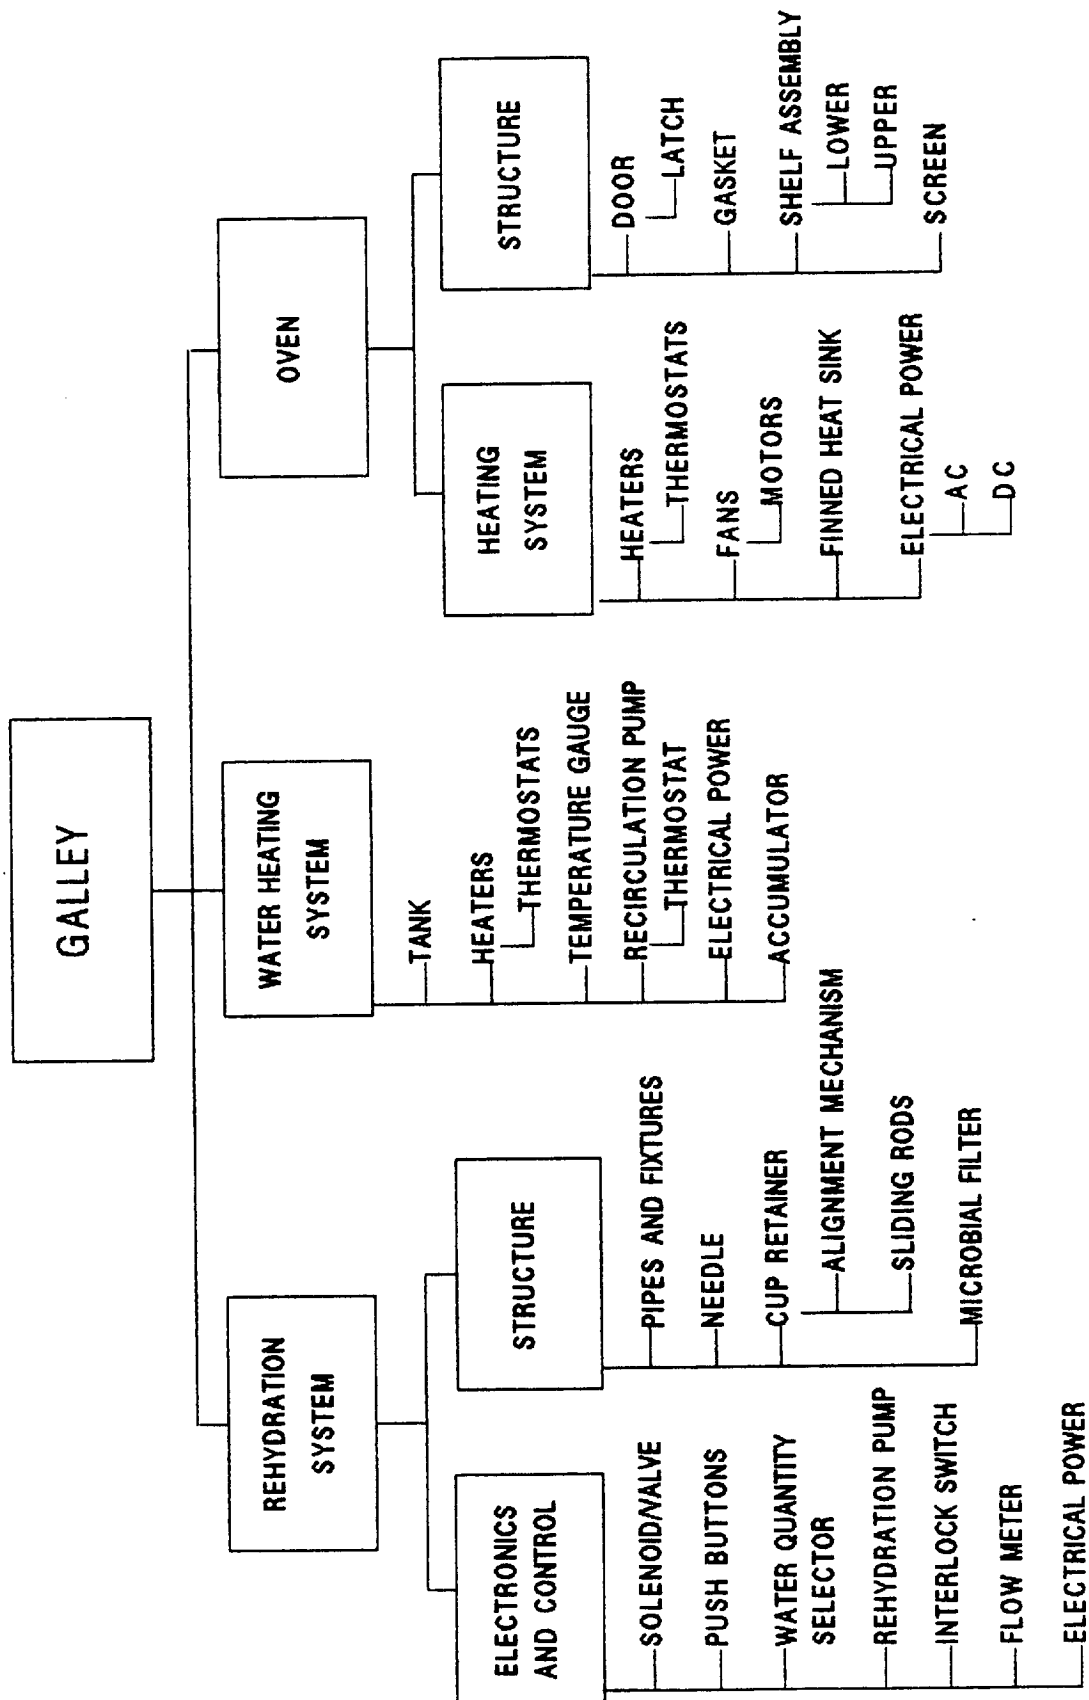 GALLEY
REHYDRATION
SYSTEM
WATER HEATING
SYSTEM
OVEN
ELECTRONICS
AND CONTROL
SOLENOID/VALVE
PUSH BUTTONS
WATER QUANTITY
SELECTOR
REHYDRATION PUMP
INTERLOCK SWITCH
FLOW METER
ELECTRICAL POWER
STRUCTURE
PIPES AND FIXTURES
NEEDLE
CUP RETAINER
ALIGNMENT MECHANISM
SLIDING RODS
MICROBIAL FILTER
TANK
HEATERS
THERMOSTATS
TEMPERATURE GAUGE
RECIRCULATION PUMP
THERMOSTAT
ELECTRICAL POWER
ACCUMULATOR
HEATING
SYSTEM
HEATERS
THERMOSTATS
FANS
MOTORS
FINNED HEAT SINK
ELECTRICAL POWER
AC
DC
STRUCTURE
DOOR
LATCH
GASKET
SHELF ASSEMBLY
LOWER
UPPER
SCREEN